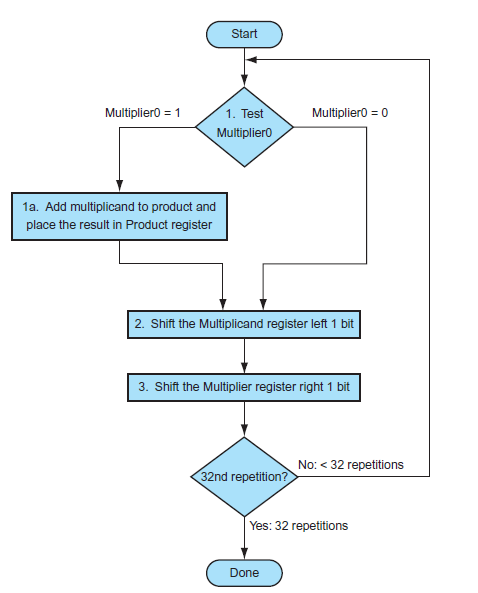 Start
Multiplier0 = 1
1. Test
Multiplier0
Multiplier0 = 0
1a. Add multiplicand to product and
place the result in Product register
2. Shift the Multiplicand register left 1 bit
3. Shift the Multiplier register right 1 bit
32nd repetition?
No: < 32 repetitions
Yes: 32 repetitions
Done